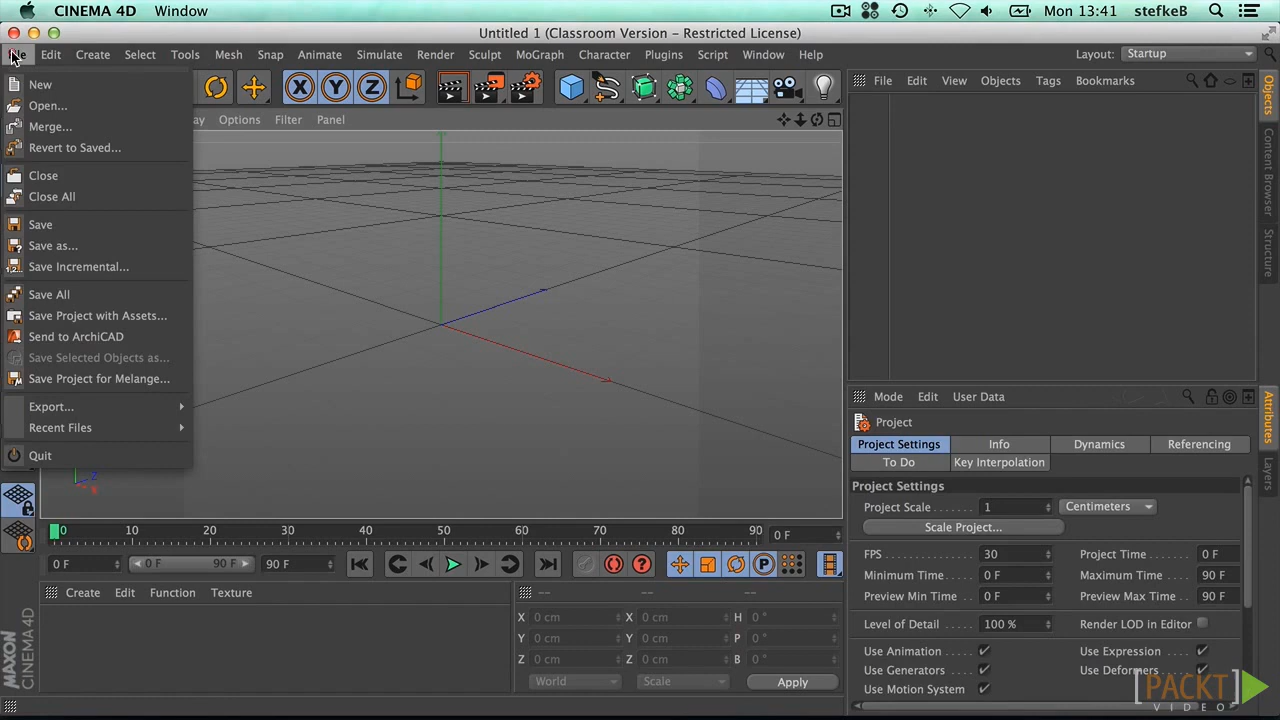 CINEMA 4D Window Mon 13:41 stefkeB
Untitled 1 (Classroom Version - Restricted License)
Edit Create Select Tools Mesh Snap Animate Simulate Render Sculpt MoGraph Character Plugins Script Window Help Layout: Startup
New
Open...
Merge...
Revert to Saved...
Close
Close All
Save
Save as...
Save Incremental...
Save All
Save Project with Assets...
Send to ArchiCAD
Save Selected Objects as...
Save Project for Melange...
Export...
Recent Files
Quit
X Y Z
Options Filter Panel
Z
X
File Edit View Objects Tags Bookmarks
Objects
Content Browser
Structure
Mode Edit User Data
Project
Project Settings Info Dynamics Referencing
To Do Key Interpolation
Project Settings
Project Scale 1 Centimeters
Scale Project...
FPS 30 Project Time 0 F
Minimum Time 0 F Maximum Time 90 F
Preview Min Time 0 F Preview Max Time 90 F
Level of Detail 100 % Render LOD in Editor
Use Animation Use Expression
Use Generators Use Deformers
Use Motion System
Attributes
Layers
0 10 20 30 40 50 60 70 80 90 0 F
0 F 0 F 90 F 90 F
P
Create Edit Function Texture
-- -- --
X 0 cm X 0 cm H 0 °
Y 0 cm Y 0 cm P 0 °
Z 0 cm Z 0 cm B 0 °
World Scale Apply
MAXON
CINEMA 4D
[PACKT]
VIDEO